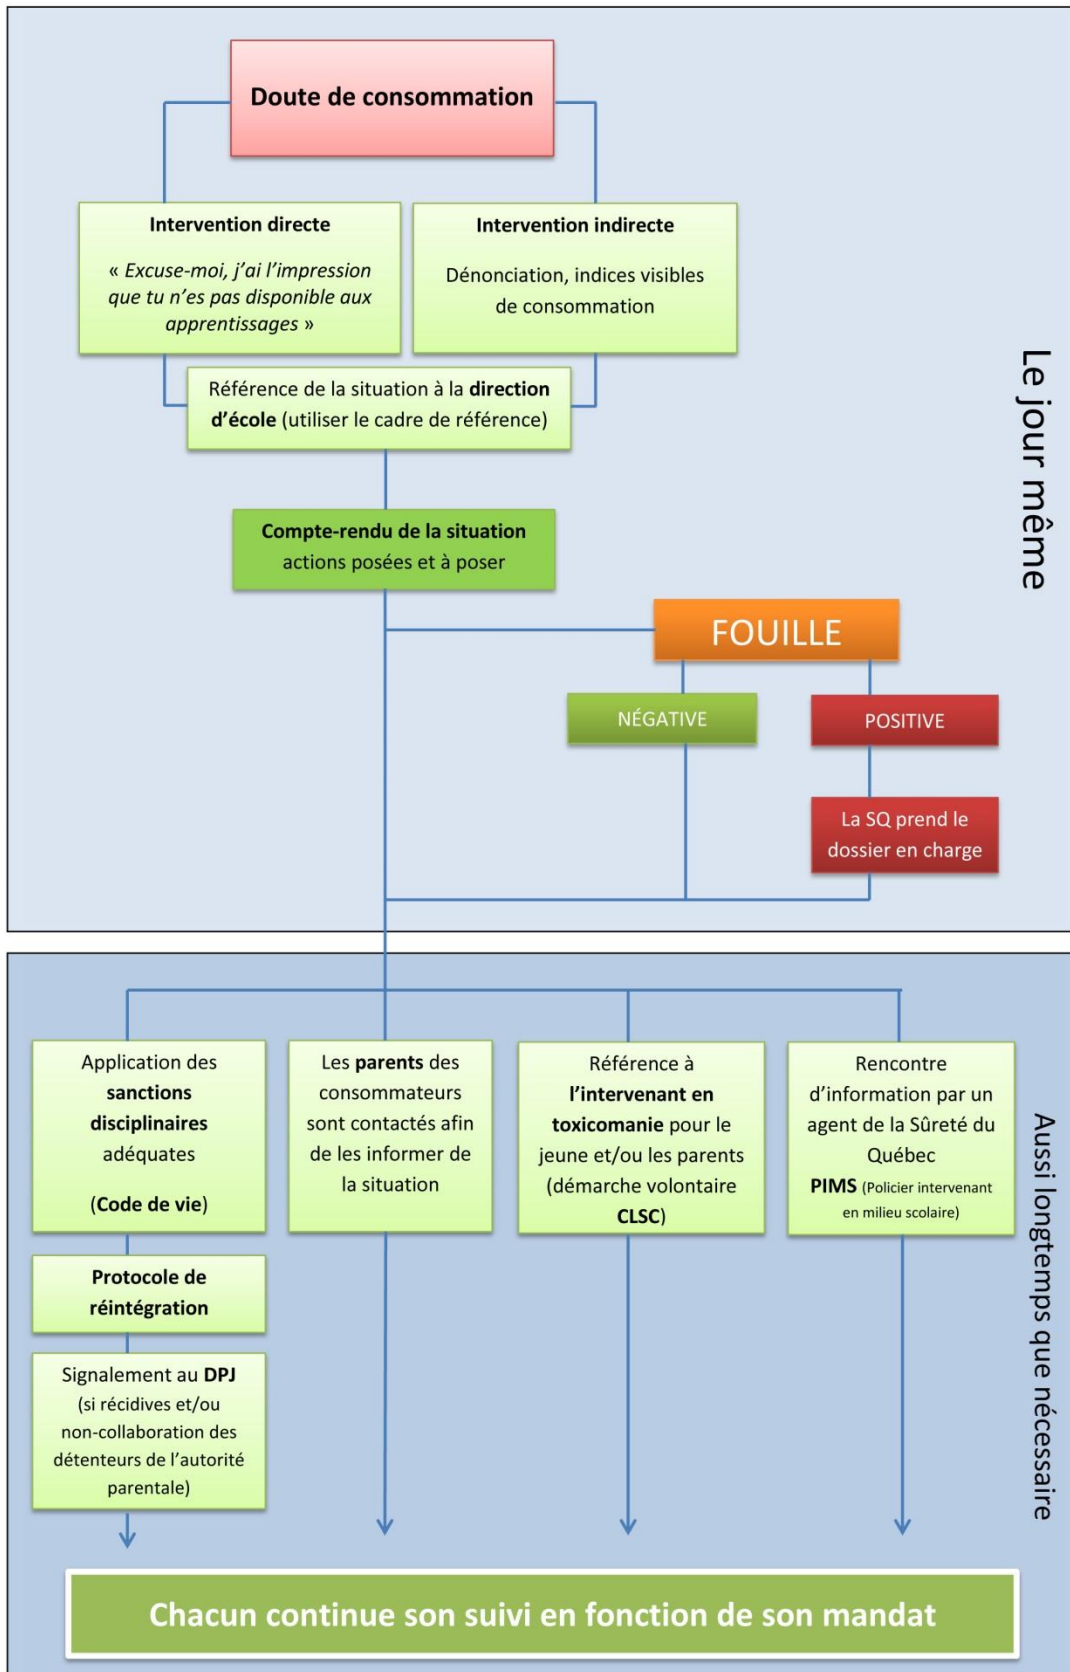 Doute de consommation
Intervention directe
« Excuse-moi, j'ai l'impression
que tu n'es pas disponible aux
apprentissages »
Intervention indirecte
Dénonciation, indices visibles
de consommation
Référence de la situation à la direction
d'école (utiliser le cadre de référence)
Compte-rendu de la situation
actions posées et à poser
FOUILLE
NÉGATIVE
POSITIVE
La SQ prend le
dossier en charge
Le jour même
Application des
sanctions
disciplinaires
adéquates
(Code de vie)
Protocole de
réintégration
Signalement au DPJ
(si récidives et/ou
non-collaboration des
détenteurs de l'autorité
parentale)
Les parents des
consommateurs
sont contactés afin
de les informer de
la situation
Référence à
l'intervenant en
toxicomanie pour le
jeune et/ou les parents
(démarche volontaire
CLSC)
Rencontre
d'information par un
agent de la Sûreté du
Québec
PIMS (Policier intervenant
en milieu scolaire)
Aussi longtemps que nécessaire
Chacun continue son suivi en fonction de son mandat